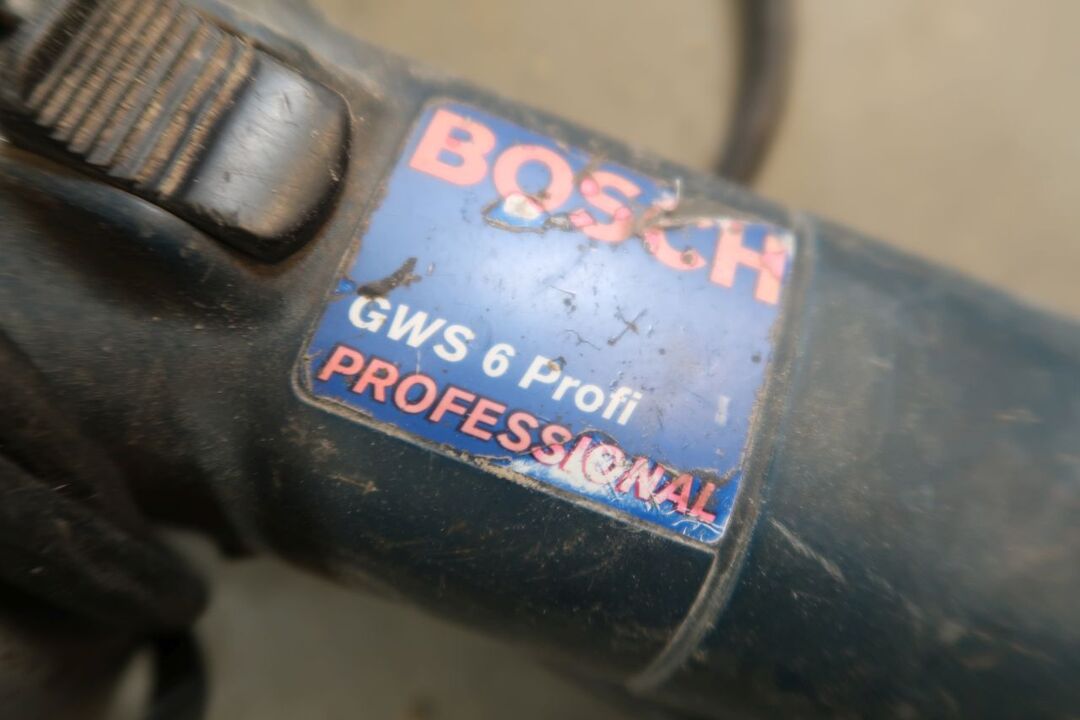 BOSCH
GWS 6 Profi
PROFESSIONAL